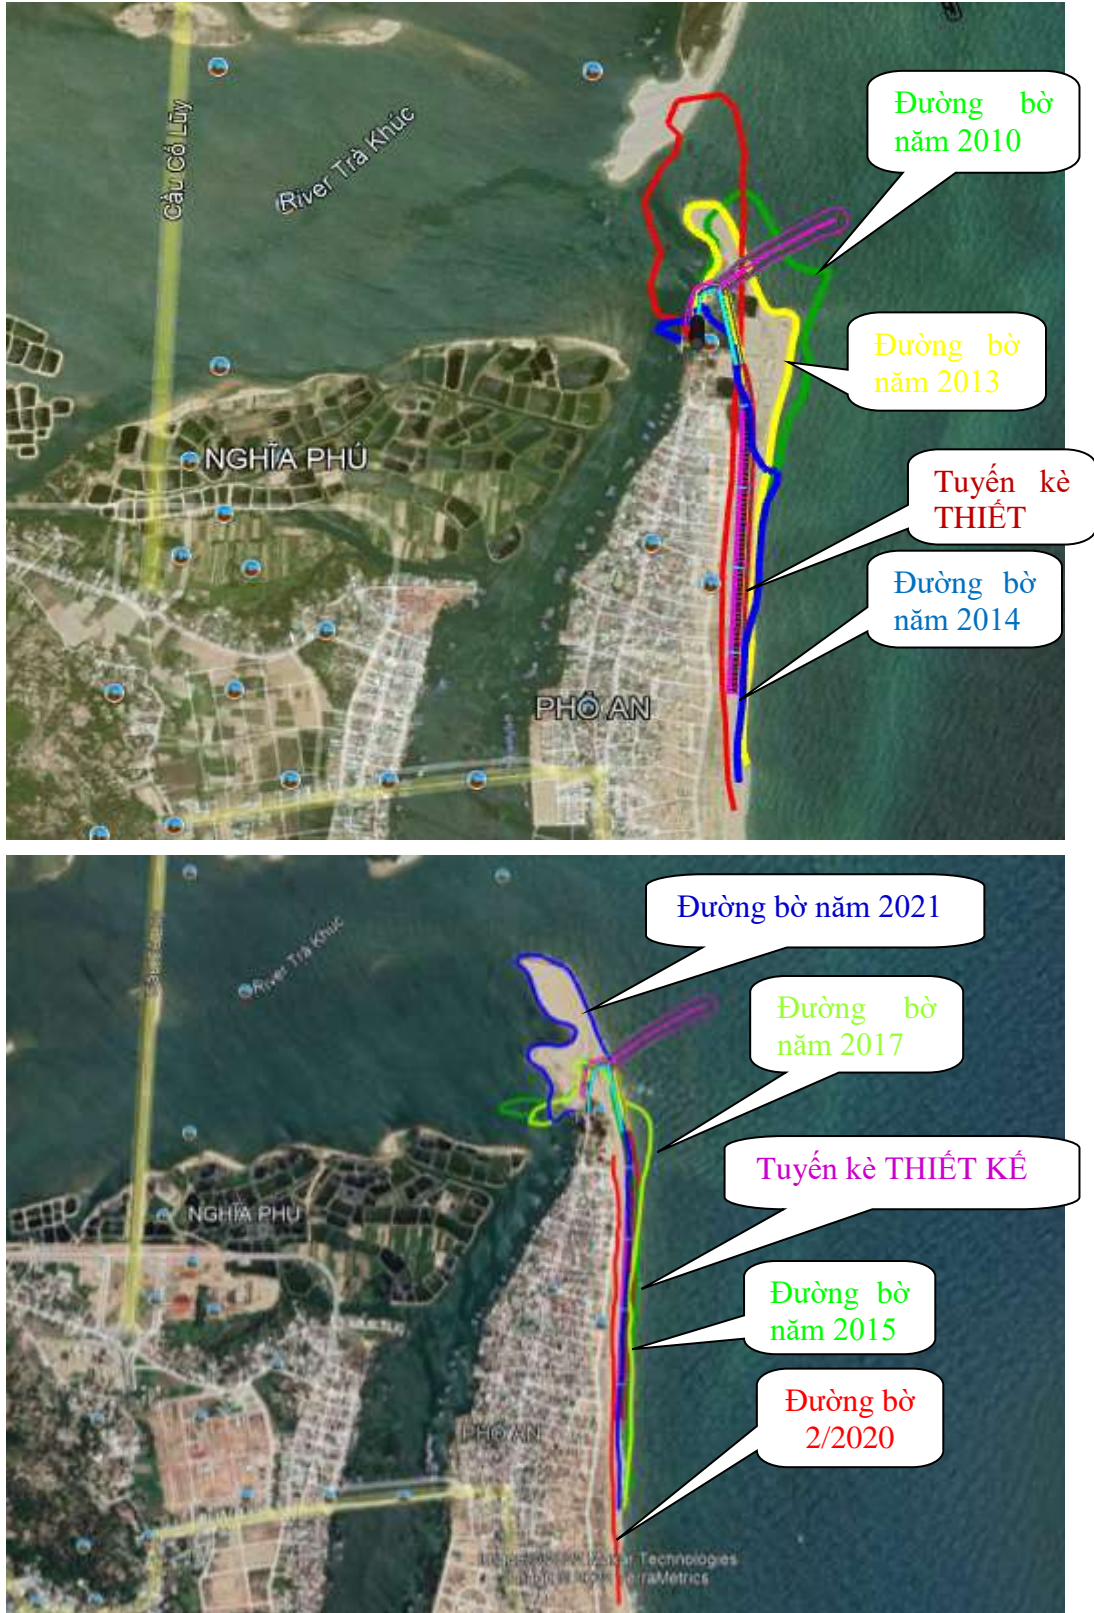 Cầu Cổ Lũy
River Trà Khúc
Đường bờ
năm 2010
Đường bờ
năm 2013
NGHĨA PHÚ
Tuyến kè
THIẾT
Đường bờ
năm 2014
PHỔ AN
Đường bờ năm 2021
River Trà Khúc
Đường bờ
năm 2017
Tuyến kè THIẾT KẾ
NGHĨA PHÚ
Đường bờ
năm 2015
Đường bờ
2/2020
PHỔ AN
Technologies